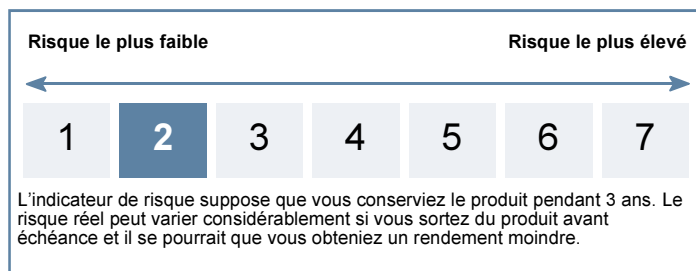 Risque le plus faible Risque le plus élevé
1 2 3 4 5 6 7
L'indicateur de risque suppose que vous conserviez le produit pendant 3 ans. Le
risque réel peut varier considérablement si vous sortez du produit avant
échéance et il se pourrait que vous obteniez un rendement moindre.